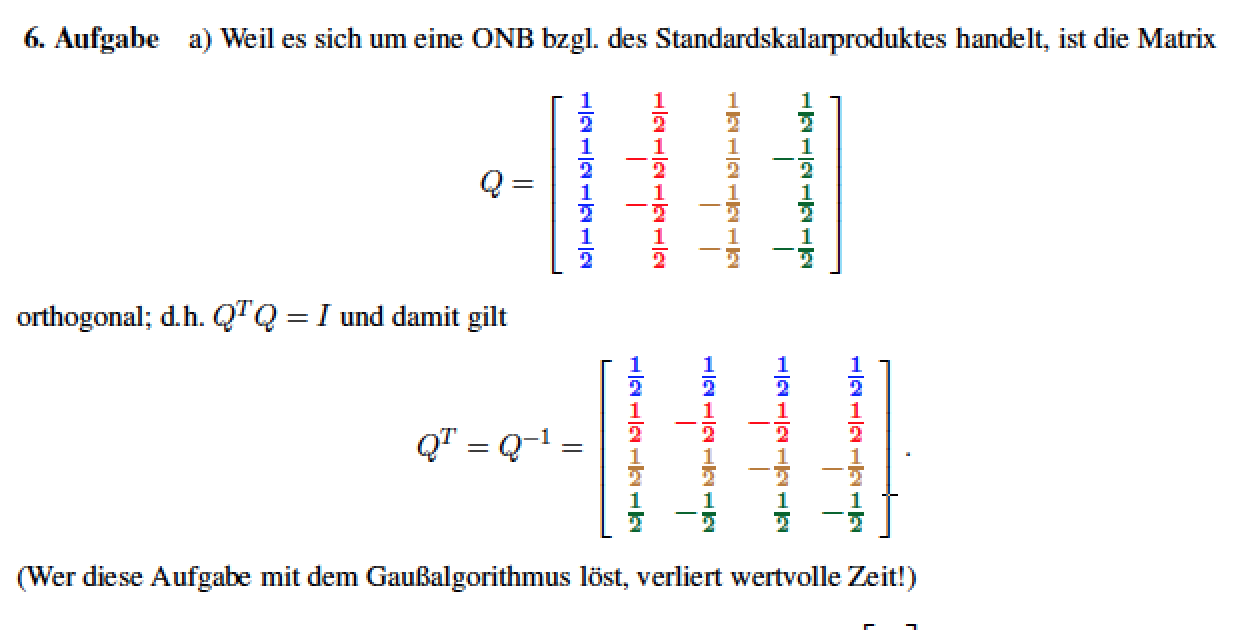 6. Aufgabe a) Weil es sich um eine ONB bzgl. des Standardskalarproduktes handelt, ist die Matrix
Q = [
1/2 1/2 1/2 1/2
1/2 -1/2 1/2 -1/2
1/2 -1/2 -1/2 1/2
1/2 1/2 -1/2 -1/2
]
orthogonal; d.h. Q^T Q = I und damit gilt
Q^T = Q^{-1} = [
1/2 1/2 1/2 1/2
1/2 -1/2 -1/2 1/2
1/2 1/2 -1/2 -1/2
1/2 -1/2 1/2 -1/2
].
(Wer diese Aufgabe mit dem Gaußalgorithmus löst, verliert wertvolle Zeit!)